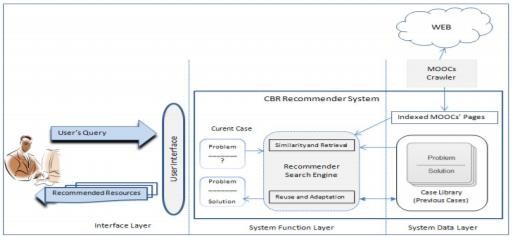 WEB
MOOCs
Crawler
CBR Recommender System
Indexed MOOCs' Pages
Curent Case
User's Query
Problem
----------
?
Similarity and Retrieval
Recommender
Search Engine
User Interface
Problem
Solution
Case Library
(Previous Cases)
Recommended Resources
Problem
----------
Solution
Reuse and Adaptation
Interface Layer
System Function Layer
System Data Layer